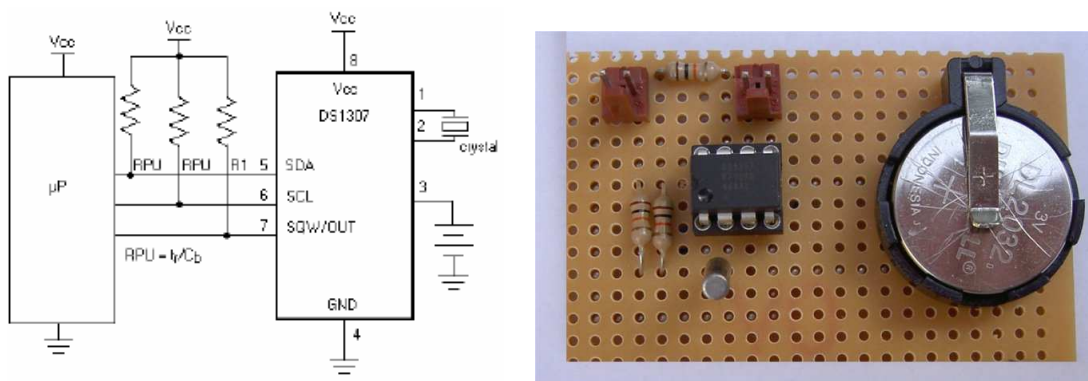 Vcc
Vcc
Vcc
8
Vcc
DS1307
1
2
crystal
RPU
RPU
R1
5
SDA
μP
6
SCL
3
7
SQW/OUT
RPU = tr/Cb
GND
4
INDONESIA
DL2032
3V
+